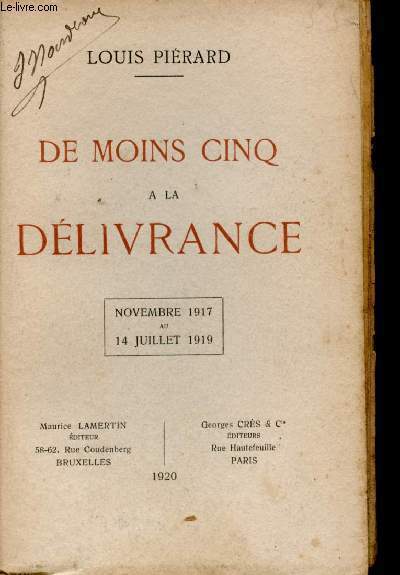 Le-livre.com
LOUIS PIÉRARD
DE MOINS CINQ
A LA
DÉLIVRANCE
NOVEMBRE 1917
AU
14 JUILLET 1919
Maurice LAMERTIN
ÉDITEUR
58-62, Rue Coudenberg
BRUXELLES
Georges CRÈS & Cie
ÉDITEURS
Rue Hautefeuille
PARIS
1920